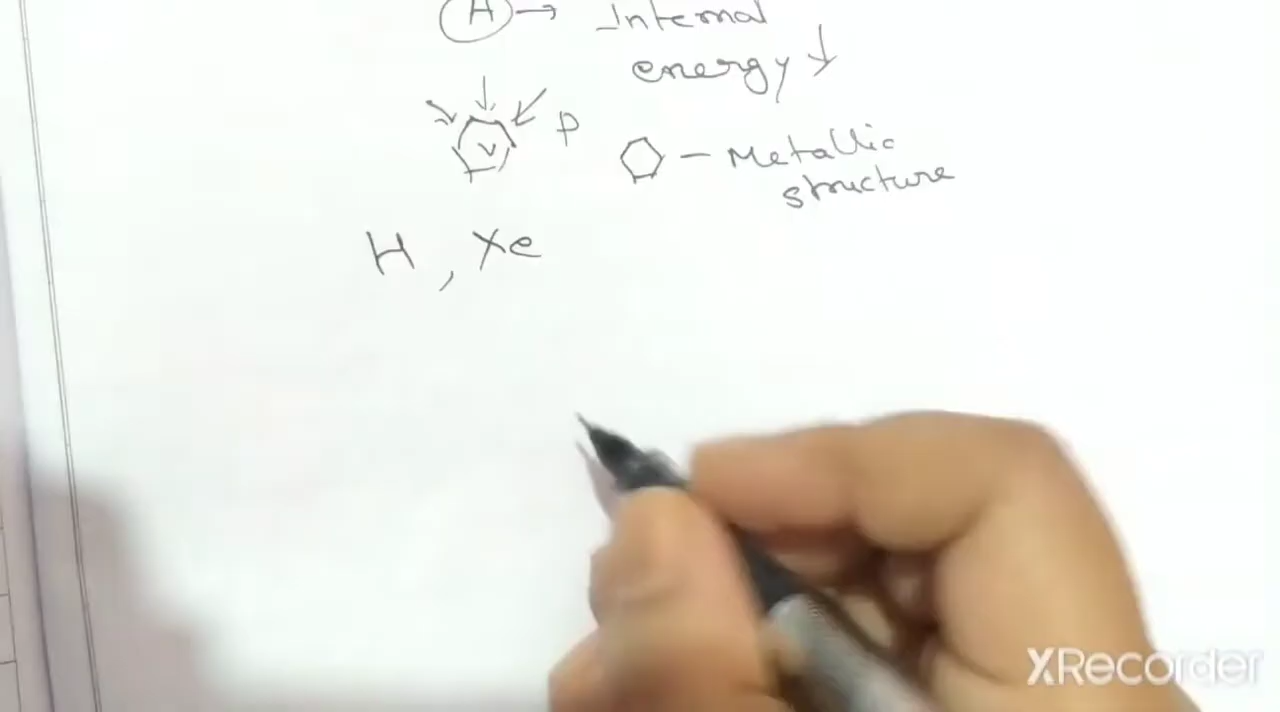 H → Internal
energy ↓
P
V
— Metallic
structure
H, Xe
XRecorder